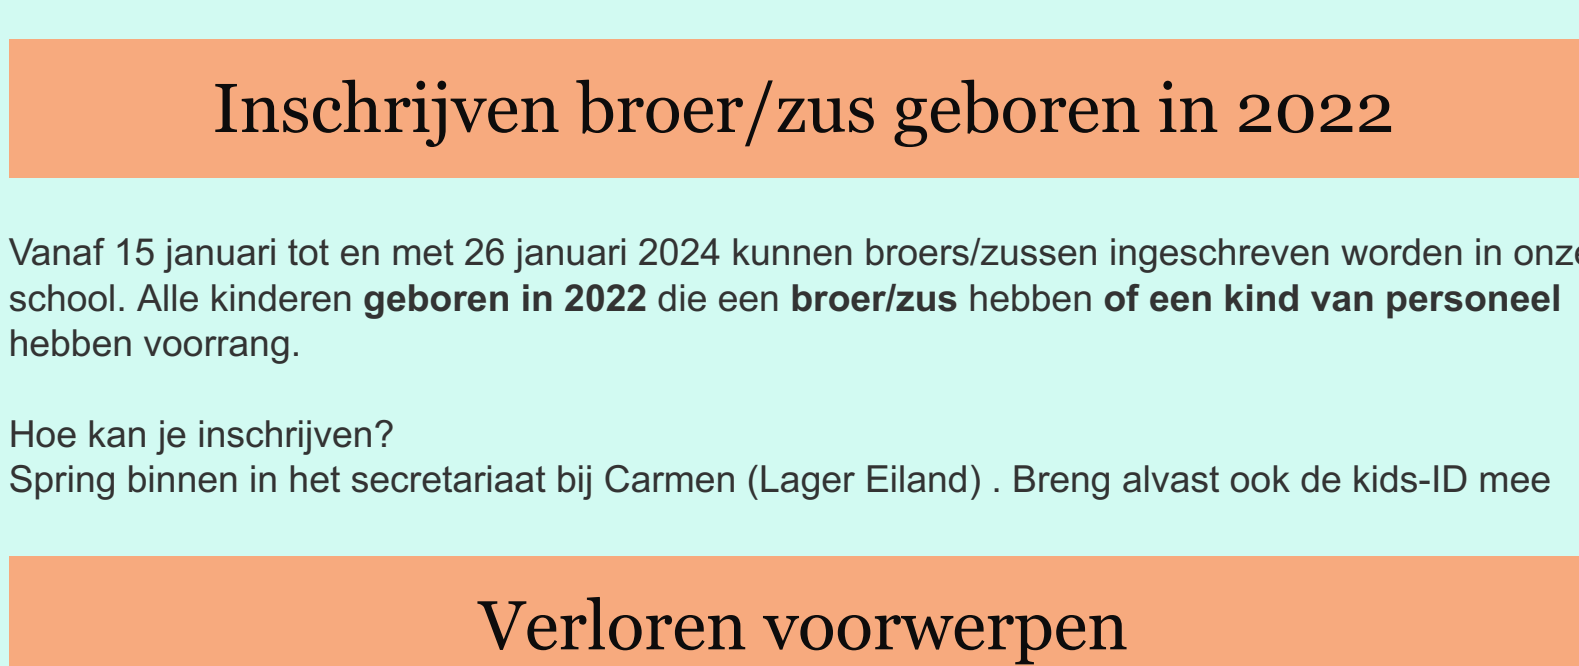 Inschrijven broer/zus geboren in 2022
Vanaf 15 januari tot en met 26 januari 2024 kunnen broers/zussen ingeschreven worden in onze
school. Alle kinderen geboren in 2022 die een broer/zus hebben of een kind van personeel
hebben voorrang.
Hoe kan je inschrijven?
Spring binnen in het secretariaat bij Carmen (Lager Eiland) . Breng alvast ook de kids-ID mee
Verloren voorwerpen